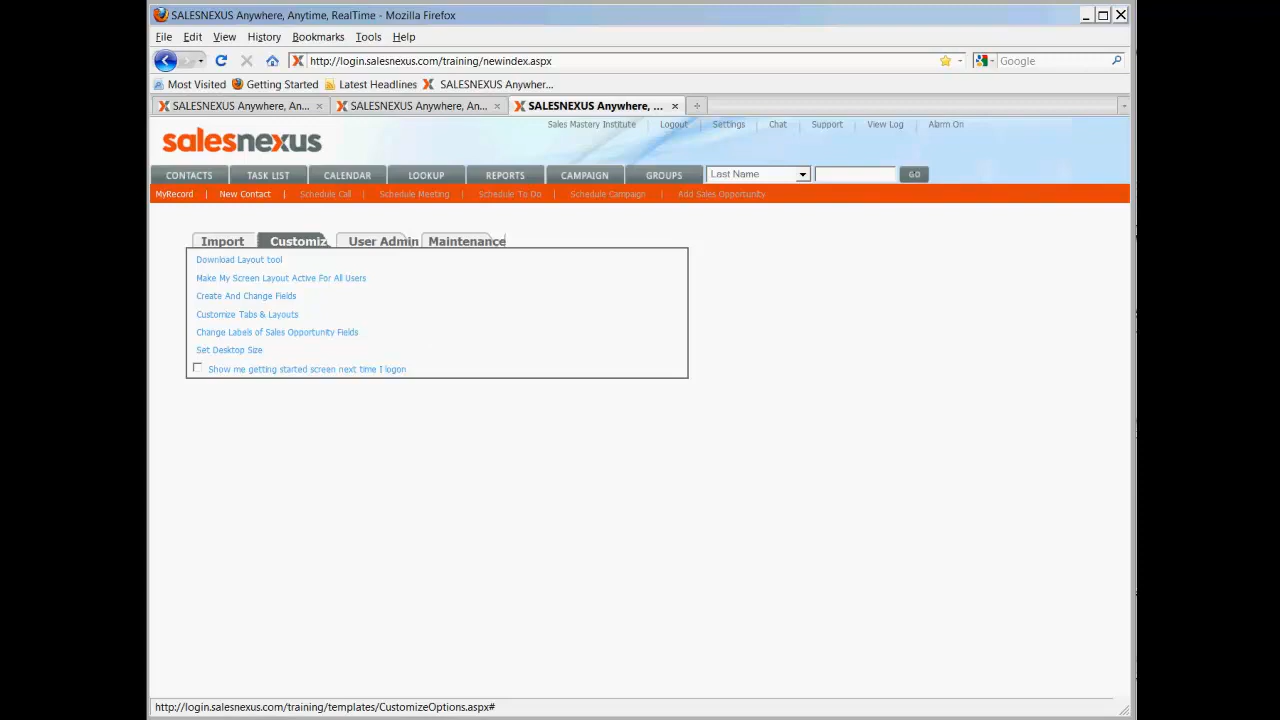 SALESNEXUS Anywhere, Anytime, RealTime - Mozilla Firefox
File Edit View History Bookmarks Tools Help
http://login.salesnexus.com/training/newindex.aspx Google
Most Visited Getting Started Latest Headlines SALESNEXUS Anywher...
SALESNEXUS Anywhere, An... SALESNEXUS Anywhere, An... SALESNEXUS Anywhere, ...
Sales Mastery Institute Logout Settings Chat Support View Log Alarm On
salesnexus
CONTACTS TASK LIST CALENDAR LOOKUP REPORTS CAMPAIGN GROUPS Last Name GO
MyRecord | New Contact | Schedule Call | Schedule Meeting | Schedule To Do | Schedule Campaign | Add Sales Opportunity
Import Customiz User Admin Maintenance
Download Layout tool
Make My Screen Layout Active For All Users
Create And Change Fields
Customize Tabs & Layouts
Change Labels of Sales Opportunity Fields
Set Desktop Size
Show me getting started screen next time I logon
http://login.salesnexus.com/training/templates/CustomizeOptions.aspx#